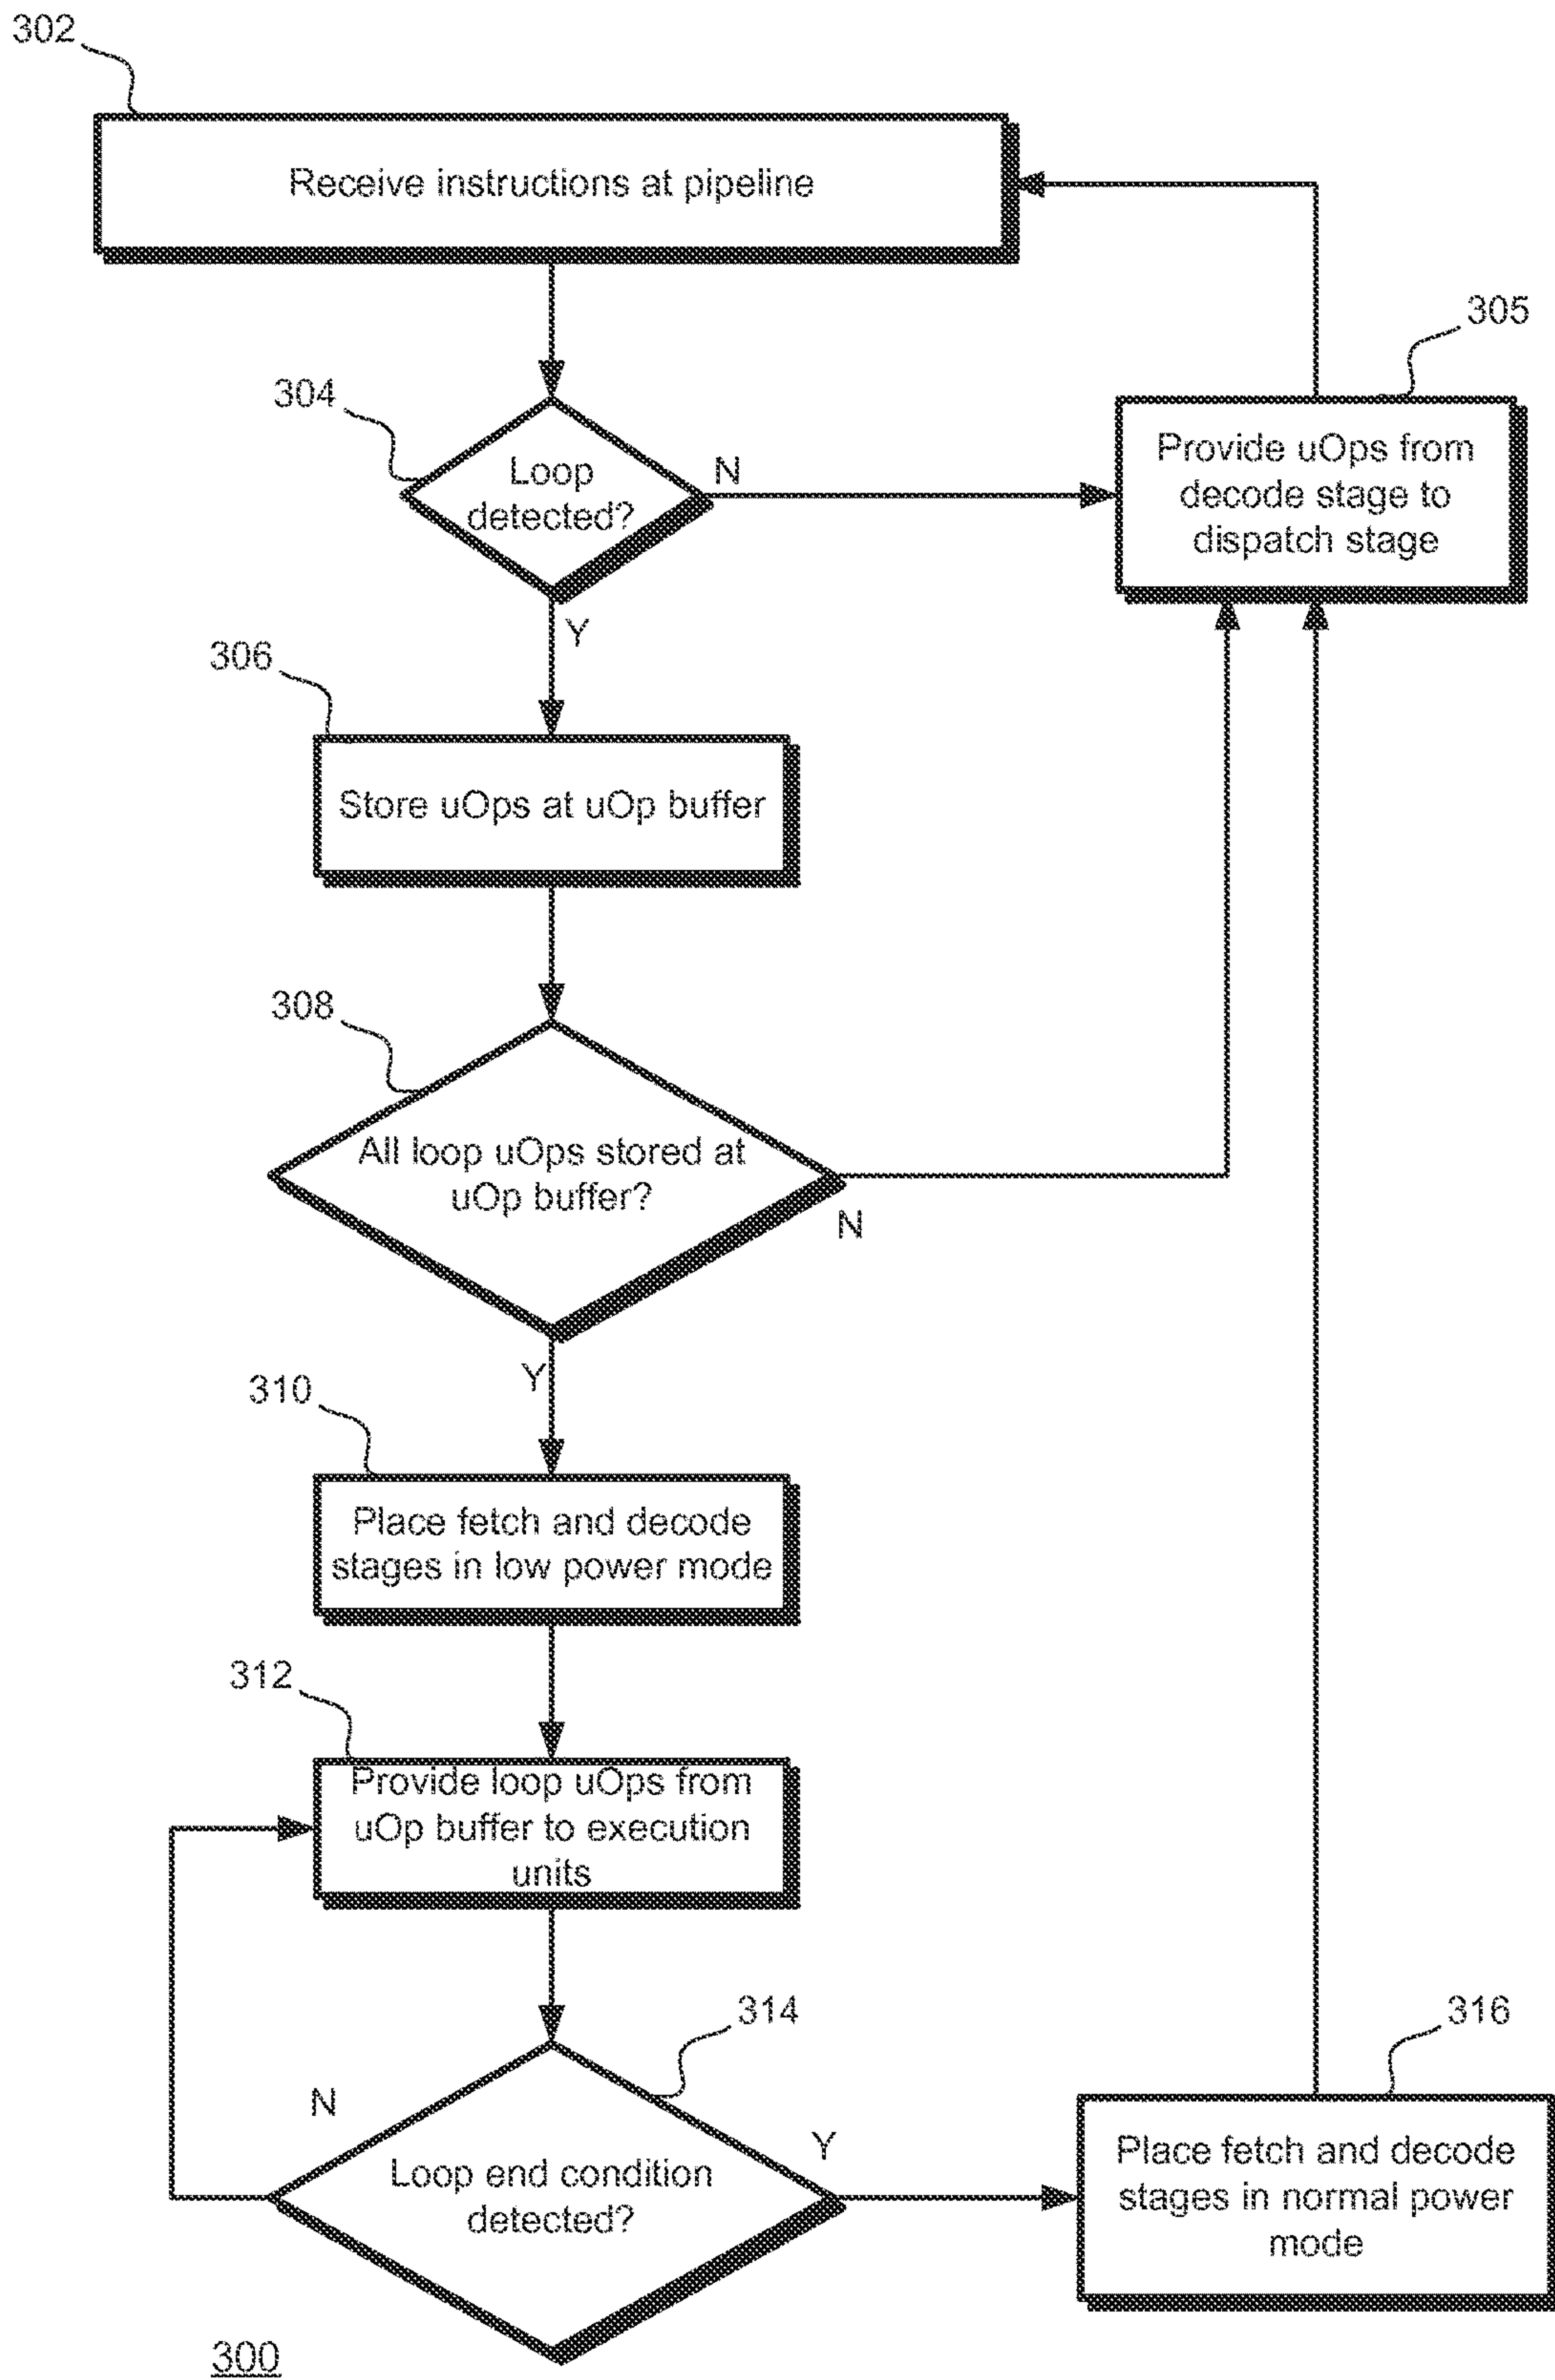 302
Receive instructions at pipeline
305
304
Loop
detected?
N
Provide uOps from
decode stage to
dispatch stage
Y
306
Store uOps at uOp buffer
308
All loop uOps stored at
uOp buffer?
N
Y
310
Place fetch and decode
stages in low power mode
312
Provide loop uOps from
uOp buffer to execution
units
314
316
N
Y
Loop end condition
detected?
Place fetch and decode
stages in normal power
mode
300